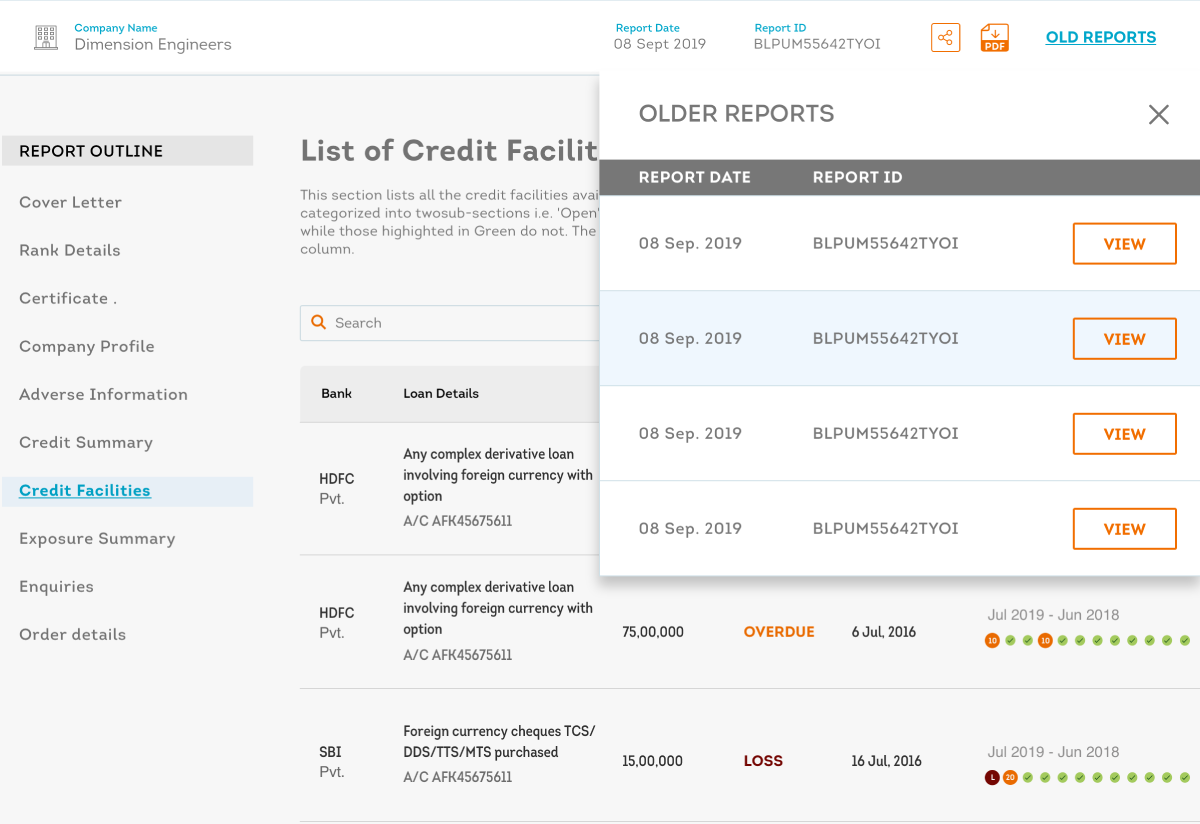 Company Name
Dimension Engineers
Report Date
08 Sept 2019
Report ID
BLPUM55642TYOI
PDF
OLD REPORTS
OLDER REPORTS
REPORT DATE REPORT ID
08 Sep. 2019 BLPUM55642TYOI VIEW
08 Sep. 2019 BLPUM55642TYOI VIEW
08 Sep. 2019 BLPUM55642TYOI VIEW
08 Sep. 2019 BLPUM55642TYOI VIEW
REPORT OUTLINE
Cover Letter
Rank Details
Certificate .
Company Profile
Adverse Information
Credit Summary
Credit Facilities
Exposure Summary
Enquiries
Order details
List of Credit Facilit
This section lists all the credit facilities avai
categorized into twosub-sections i.e. 'Open'
while those highlighted in Green do not. The
column.
Search
Bank Loan Details
HDFC
Pvt.
Any complex derivative loan
involving foreign currency with
option
A/C AFK45675611
HDFC
Pvt.
Any complex derivative loan
involving foreign currency with
option
A/C AFK45675611
75,00,000 OVERDUE 6 Jul, 2016
Jul 2019 - Jun 2018
10 10
SBI
Pvt.
Foreign currency cheques TCS/
DDS/TTS/MTS purchased
A/C AFK45675611
15,00,000 LOSS 16 Jul, 2016
Jul 2019 - Jun 2018
L 20